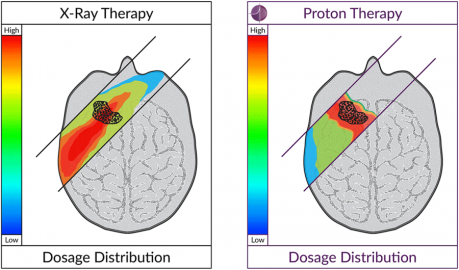 X-Ray Therapy
High
Low
Dosage Distribution
Proton Therapy
High
Low
Dosage Distribution